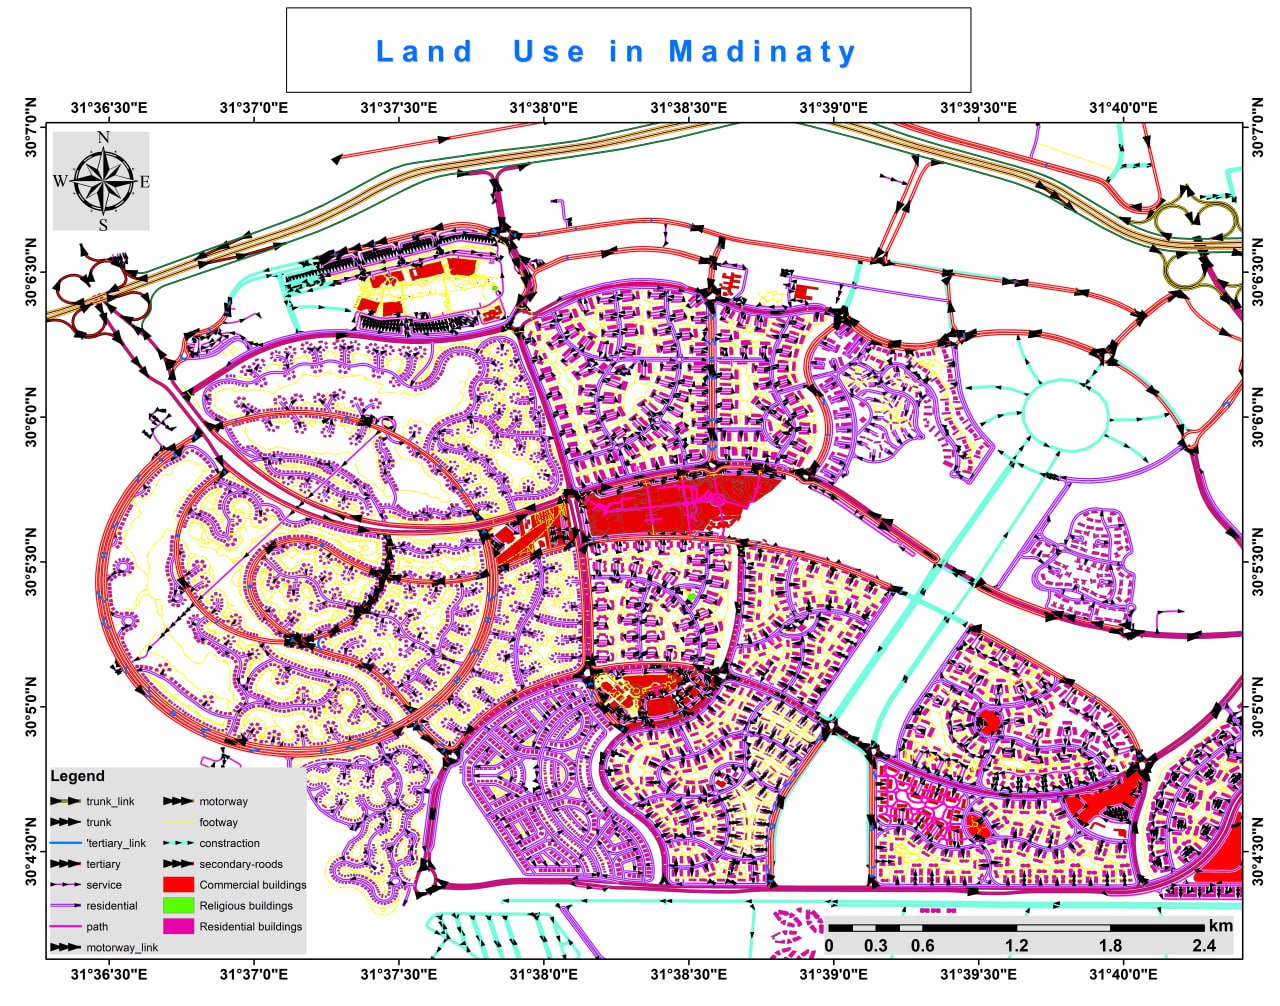 Land Use in Madinaty
31°36'30"E 31°37'0"E 31°37'30"E 31°38'0"E 31°38'30"E 31°39'0"E 31°39'30"E 31°40'0"E
30°7'0"N
30°6'30"N
30°6'0"N
30°5'30"N
30°5'0"N
30°4'30"N
30°7'0"N
30°6'30"N
30°6'0"N
30°5'30"N
30°5'0"N
30°4'30"N
N
W E
S
Legend
trunk_link motorway
trunk footway
'tertiary_link constraction
tertiary secondary-roods
service Commercial buildings
residential Religious buildings
path Residential buildings
motorway_link
km
0 0.3 0.6 1.2 1.8 2.4
31°36'30"E 31°37'0"E 31°37'30"E 31°38'0"E 31°38'30"E 31°39'0"E 31°39'30"E 31°40'0"E